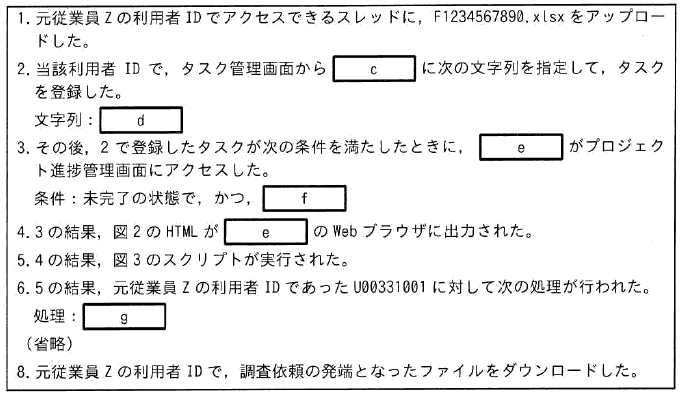 1. 元従業員Zの利用者IDでアクセスできるスレッドに，F1234567890.xlsxをアップロー
ドした。
2. 当該利用者IDで，タスク管理画面から c に次の文字列を指定して，タスク
を登録した。
文字列： d
3. その後，2で登録したタスクが次の条件を満たしたときに， e がプロジェク
ト進捗管理画面にアクセスした。
条件：未完了の状態で，かつ， f
4. 3の結果，図2のHTMLが e のWebブラウザに出力された。
5. 4の結果，図3のスクリプトが実行された。
6. 5の結果，元従業員Zの利用者IDであったU00331001に対して次の処理が行われた。
処理： g
（省略）
8. 元従業員Zの利用者IDで，調査依頼の発端となったファイルをダウンロードした。